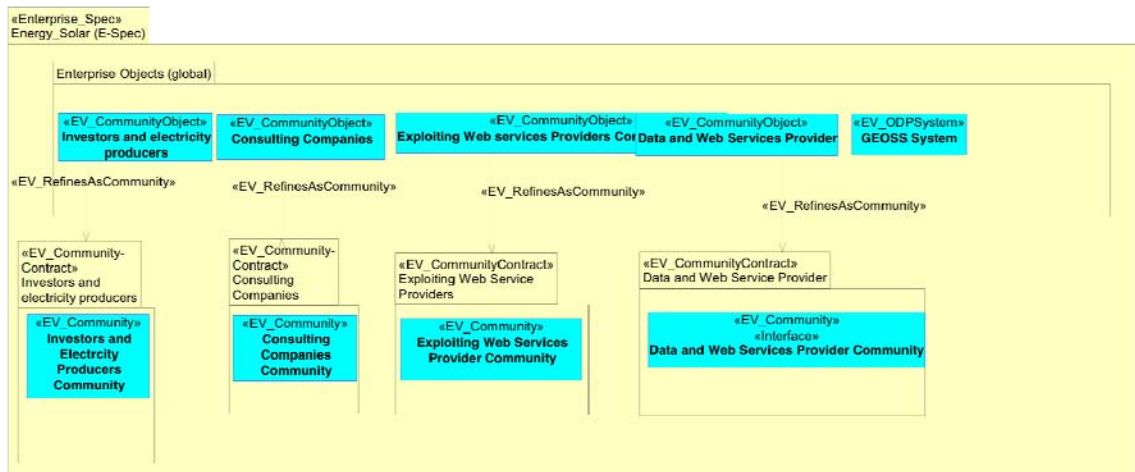 «Enterprise_Spec»
Energy_Solar (E-Spec)
Enterprise Objects (global)
«EV_CommunityObject»
Investors and electricity
producers
«EV_CommunityObject»
Consulting Companies
«EV_CommunityObject»
Exploiting Web services Providers
«EV_CommunityObject»
Data and Web Services Provider
«EV_ODPSystem»
GEOSS System
«EV_RefinesAsCommunity»
«EV_RefinesAsCommunity»
«EV_RefinesAsCommunity»
«EV_RefinesAsCommunity»
«EV_Community-
Contract»
Investors and
electricity producers
«EV_Community»
Investors and
Electrcity
Producers
Community
«EV_Community-
Contract»
Consulting
Companies
«EV_Community»
Consulting
Companies
Community
«EV_CommunityContract»
Exploiting Web Service
Providers
«EV_Community»
Exploiting Web Services
Provider Community
«EV_CommunityContract»
Data and Web Service Provider
«EV_Community»
«Interface»
Data and Web Services Provider Community